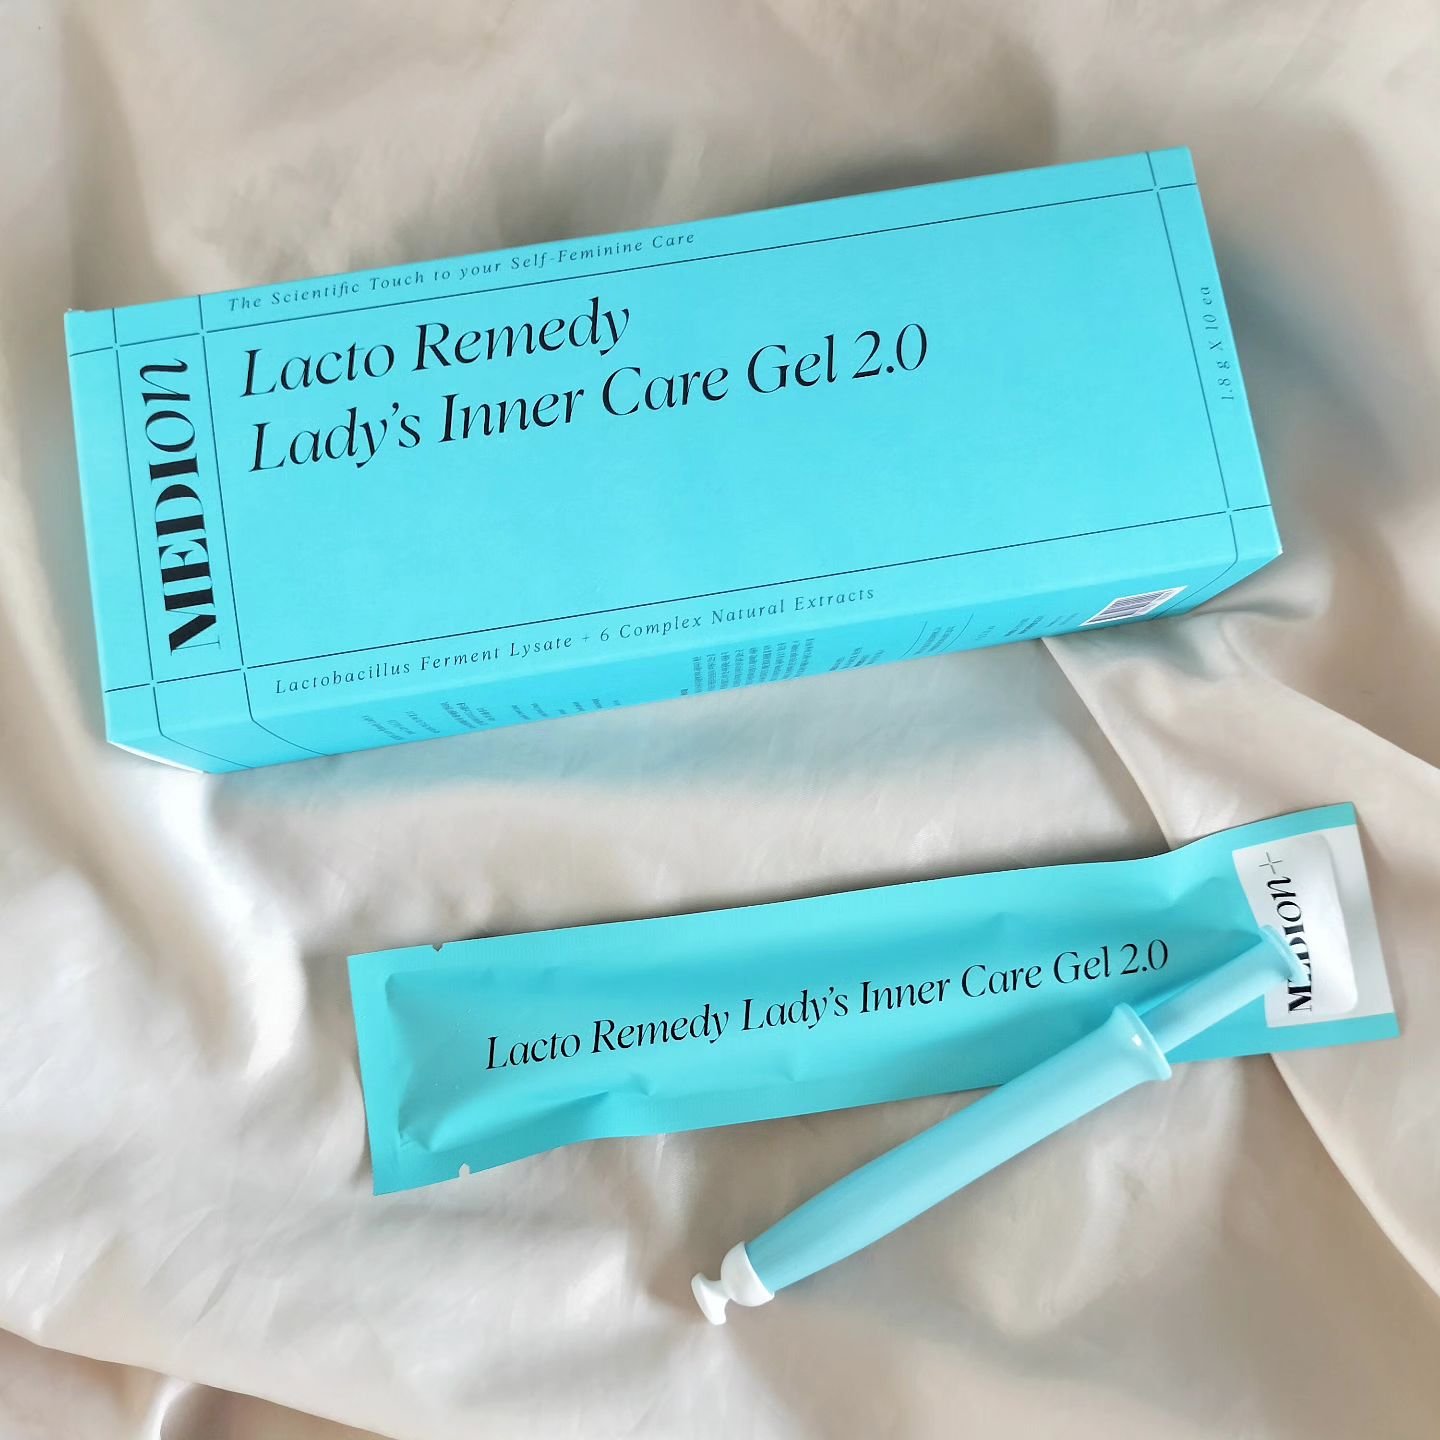 The Scientific Touch to your Self-Feminine Care
MEDION
Lacto Remedy
Lady's Inner Care Gel 2.0
1.8 g X 10 ea
Lactobacillus Ferment Lysate + 6 Complex Natural Extracts
Lacto Remedy Lady's Inner Care Gel 2.0
MEDION+